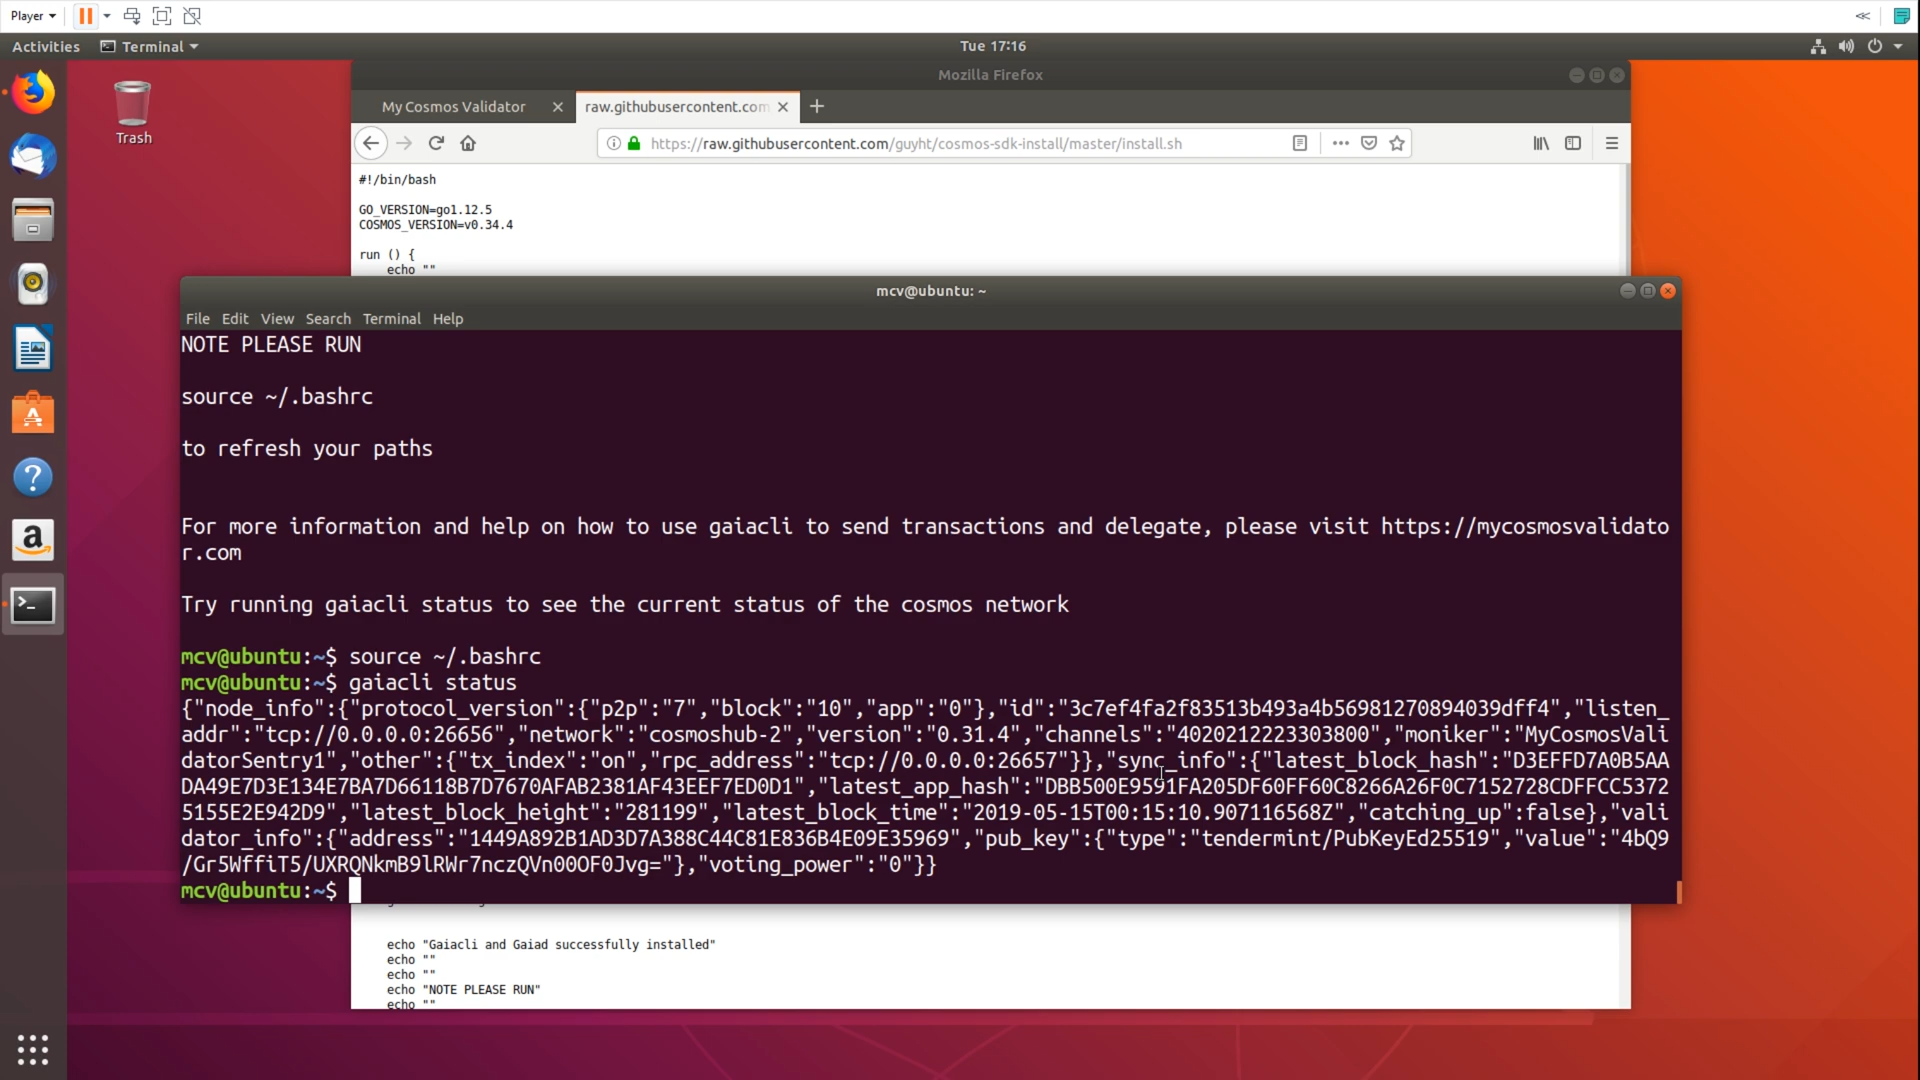 Player
Activities
Terminal
Tue 17:16
Trash
Mozilla Firefox
My Cosmos Validator
raw.githubusercontent.com
https://raw.githubusercontent.com/guyht/cosmos-sdk-install/master/install.sh
#!/bin/bash
GO_VERSION=go1.12.5
COSMOS_VERSION=v0.34.4
run () {
echo ""
mcv@ubuntu: ~
File Edit View Search Terminal Help
NOTE PLEASE RUN
source ~/.bashrc
to refresh your paths
For more information and help on how to use gaiacli to send transactions and delegate, please visit https://mycosmosvalidato
r.com
Try running gaiacli status to see the current status of the cosmos network
mcv@ubuntu:~$ source ~/.bashrc
mcv@ubuntu:~$ gaiacli status
{"node_info":{"protocol_version":{"p2p":"7","block":"10","app":"0"},"id":"3c7ef4fa2f83513b493a4b56981270894039dff4","listen_
addr":"tcp://0.0.0.0:26656","network":"cosmoshub-2","version":"0.31.4","channels":"4020212223303800","moniker":"MyCosmosVali
datorSentry1","other":{"tx_index":"on","rpc_address":"tcp://0.0.0.0:26657"}},"sync_info":{"latest_block_hash":"D3EFFD7A0B5AA
DA49E7D3E134E7BA7D66118B7D7670AFAB2381AF43EEF7ED0D1","latest_app_hash":"DBB500E9591FA205DF60FF60C8266A26F0C7152728CDFFCC5372
5155E2E942D9","latest_block_height":"281199","latest_block_time":"2019-05-15T00:15:10.907116568Z","catching_up":false},"vali
dator_info":{"address":"1449A892B1AD3D7A388C44C81E836B4E09E35969","pub_key":{"type":"tendermint/PubKeyEd25519","value":"4bQ9
/Gr5WffiT5/UXRQNkmB9lRWr7nczQVn00OF0Jvg="},"voting_power":"0"}}
mcv@ubuntu:~$
echo "Gaiacli and Gaiad successfully installed"
echo ""
echo ""
echo "NOTE PLEASE RUN"
echo ""